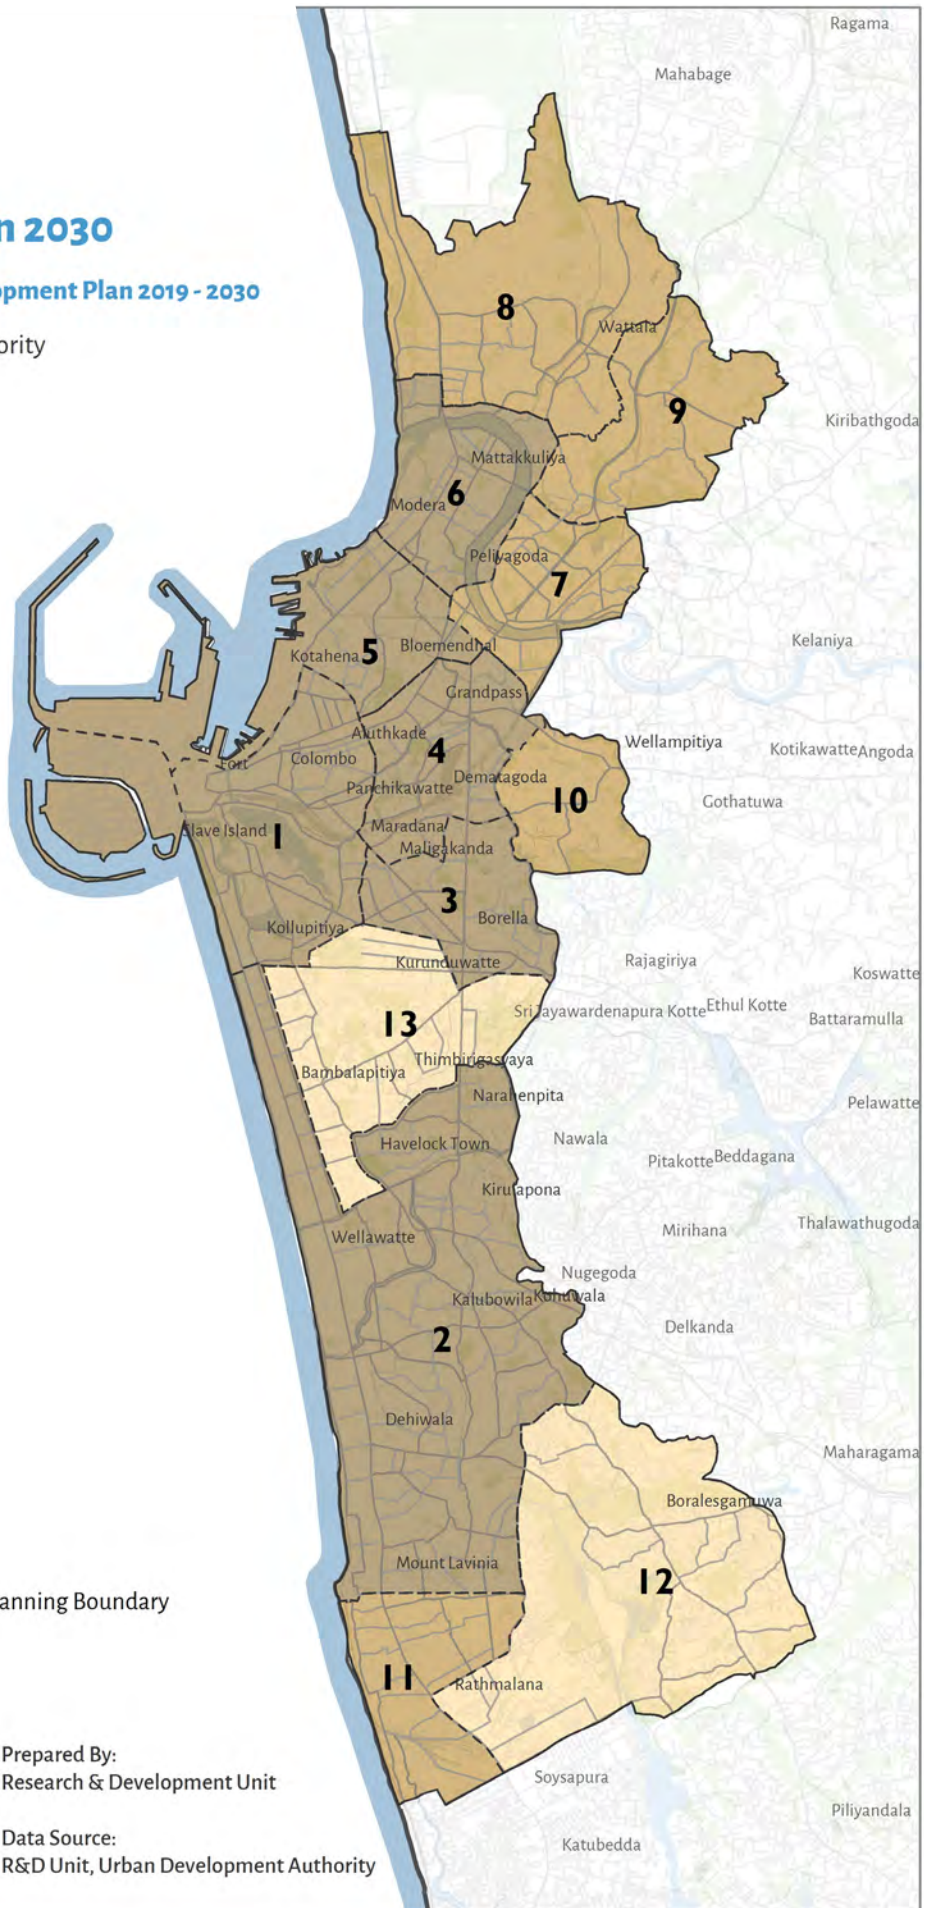 Ragama
Mahabage
n 2030
opment Plan 2019 - 2030
ority
8
Wattala
9
Kiribathgoda
Mattakkuliya
6
Modera
Peliyagoda
7
Kelaniya
Bloemendhal
Kotahena
5
Grandpass
Aluthkade
4
Wellampitiya
Kotikawatte
Angoda
Colombo
Fort
Dematagoda
Panchikawatte
10
Gothatuwa
Slave Island
1
Maradana
Maligakanda
3
Borella
Kollupitiya
Kurunduwatte
Rajagiriya
Koswatte
Sri Jayawardenapura Kotte
Ethul Kotte
Battaramulla
13
Thimbirigasyaya
Bambalapitiya
Narahenpita
Pelawatte
Havelock Town
Nawala
Pitakotte
Beddagana
Kirulapona
Mirihana
Thalawathugoda
Wellawatte
Nugegoda
Kalubowila
Kohuwala
Delkanda
2
Dehiwala
Maharagama
Boralesgamuwa
Mount Lavinia
12
anning Boundary
11
Rathmalana
Prepared By:
Research & Development Unit
Soysapura
Piliyandala
Data Source:
R&D Unit, Urban Development Authority
Katubedda